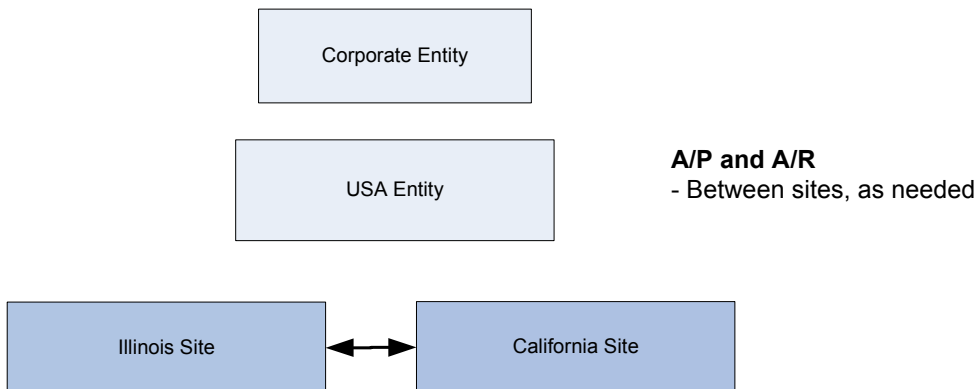 Corporate Entity
USA Entity
A/P and A/R
- Between sites, as needed
Illinois Site
California Site